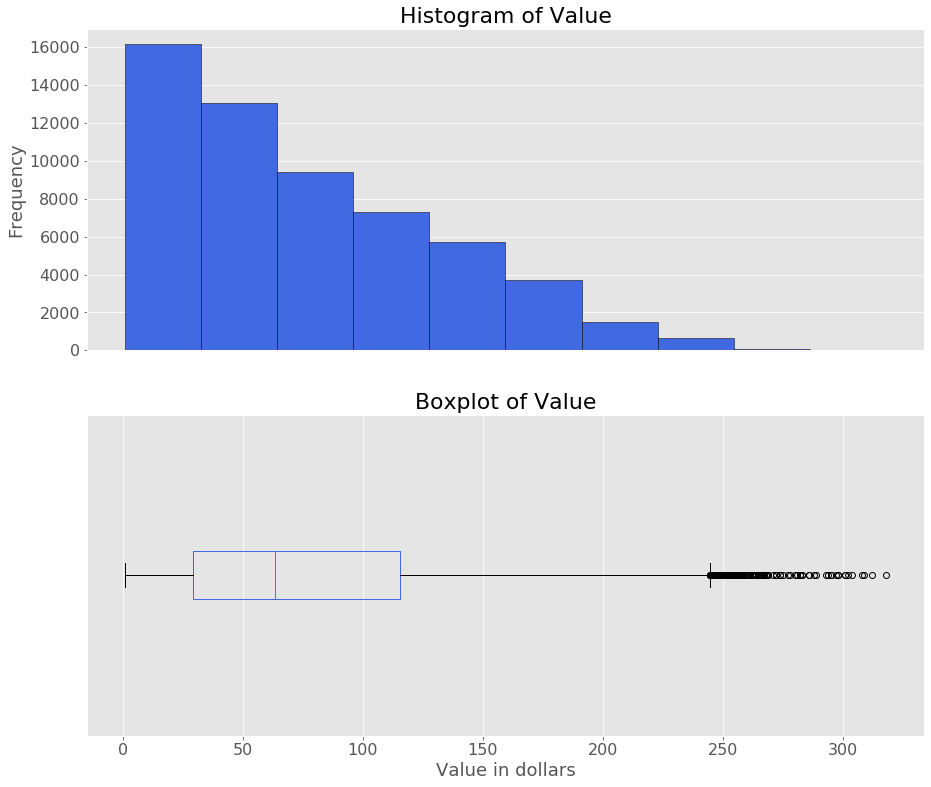 Histogram of Value
16000
14000
12000
10000
8000
6000
4000
2000
0
Frequency
Boxplot of Value
0 50 100 150 200 250 300
Value in dollars